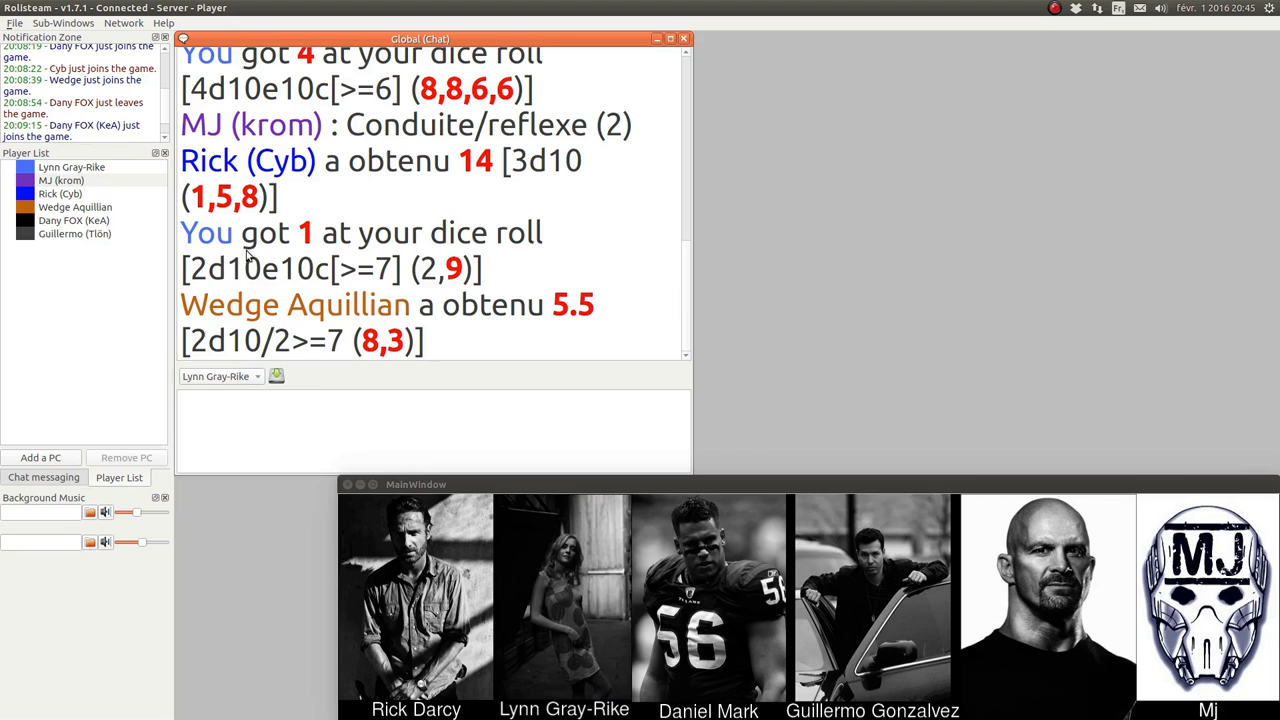 Rolisteam - v1.7.1 - Connected - Server - Player
Fr₁
févr. 1 2016 20:45
File Sub-Windows Network Help
Notification Zone
20:08:19 - Dany FOX just joins the
game.
20:08:22 - Cyb just joins the game.
20:08:39 - Wedge just joins the
game.
20:08:54 - Dany FOX just leaves
the game.
20:09:15 - Dany FOX (KeA) just
joins the game.
Player List
Lynn Gray-Rike
MJ (krom)
Rick (Cyb)
Wedge Aquillian
Dany FOX (KeA)
Guillermo (Tlön)
Add a PC
Remove PC
Chat messaging
Player List
Background Music
Global (Chat)
You got 4 at your dice roll
[4d10e10c[>=6] (8,8,6,6)]
MJ (krom) : Conduite/reflexe (2)
Rick (Cyb) a obtenu 14 [3d10
(1,5,8)]
You got 1 at your dice roll
[2d10e10c[>=7] (2,9)]
Wedge Aquillian a obtenu 5.5
[2d10/2>=7 (8,3)]
Lynn Gray-Rike
MainWindow
56
TEXANS
MJ
Rick Darcy
Lynn Gray-Rike
Daniel Mark
Guillermo Gonzalvez
Mj